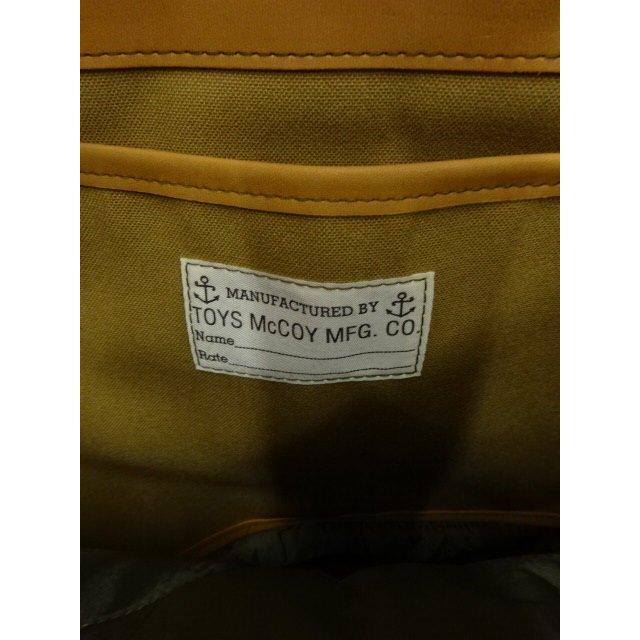 MANUFACTURED BY
TOYS McCOY MFG. CO.
Name
Rate